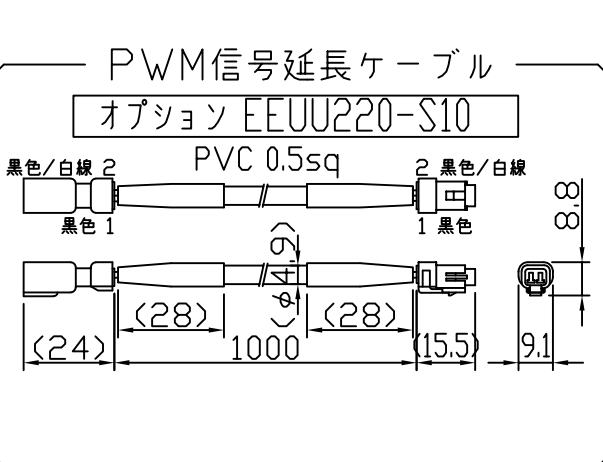 PWM信号延長ケーブル
オプション EEUU220-S10
PVC 0.5sq
黒色/白線 2
2 黒色/白線
黒色 1
1 黒色
8.8
(φ4.9)
(28)
(28)
(24)
1000
(15.5)
9.1